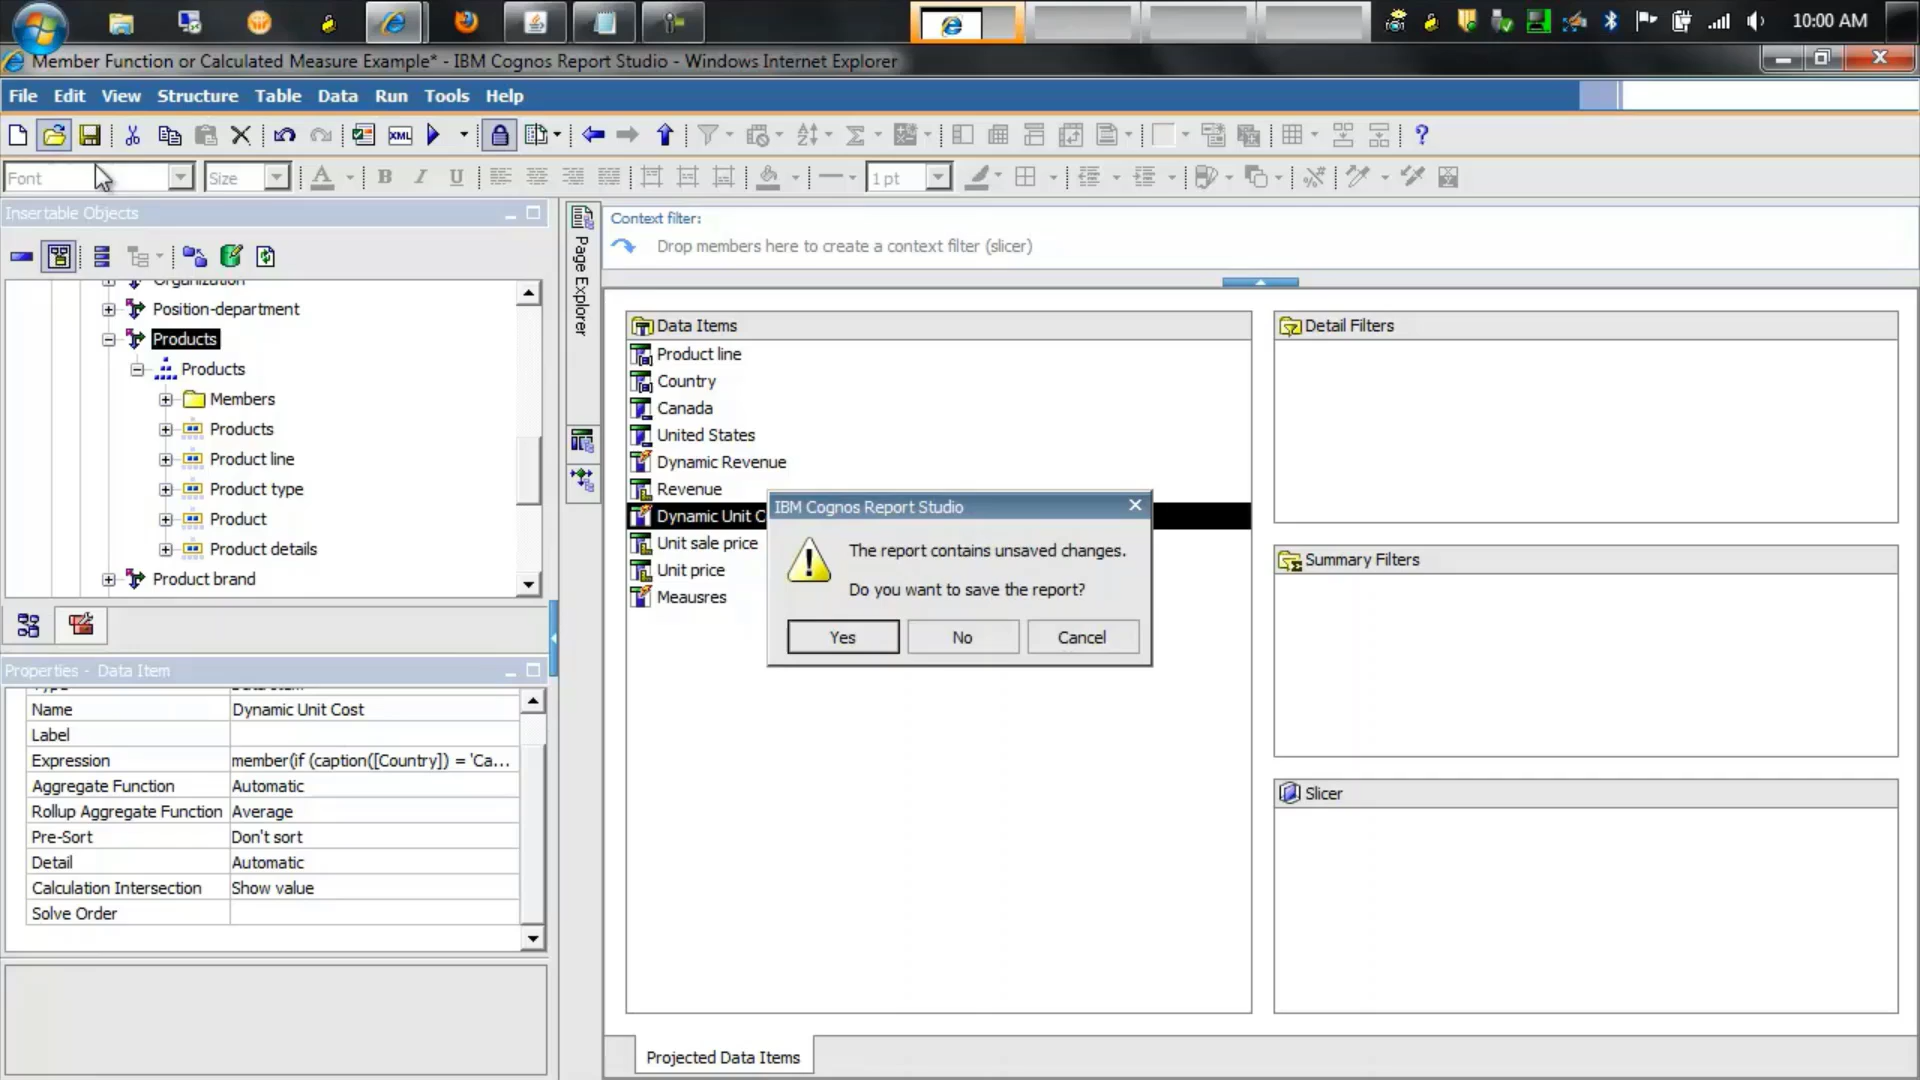 10:00 AM
Member Function or Calculated Measure Example* - IBM Cognos Report Studio - Windows Internet Explorer
File Edit View Structure Table Data Run Tools Help
XML
Font Size A B I U 1 pt
Insertable Objects
Organization
Position-department
Products
Products
Members
Products
Product line
Product type
Product
Product details
Product brand
Properties - Data Item
Type Data Item
Name Dynamic Unit Cost
Label
Expression member(if (caption([Country]) = 'Ca...
Aggregate Function Automatic
Rollup Aggregate Function Average
Pre-Sort Don't sort
Detail Automatic
Calculation Intersection Show value
Solve Order
Page Explorer
Context filter:
Drop members here to create a context filter (slicer)
Data Items
Product line
Country
Canada
United States
Dynamic Revenue
Revenue
Dynamic Unit C
Unit sale price
Unit price
Meausres
Projected Data Items
Detail Filters
Summary Filters
Slicer
IBM Cognos Report Studio
The report contains unsaved changes.
Do you want to save the report?
Yes No Cancel